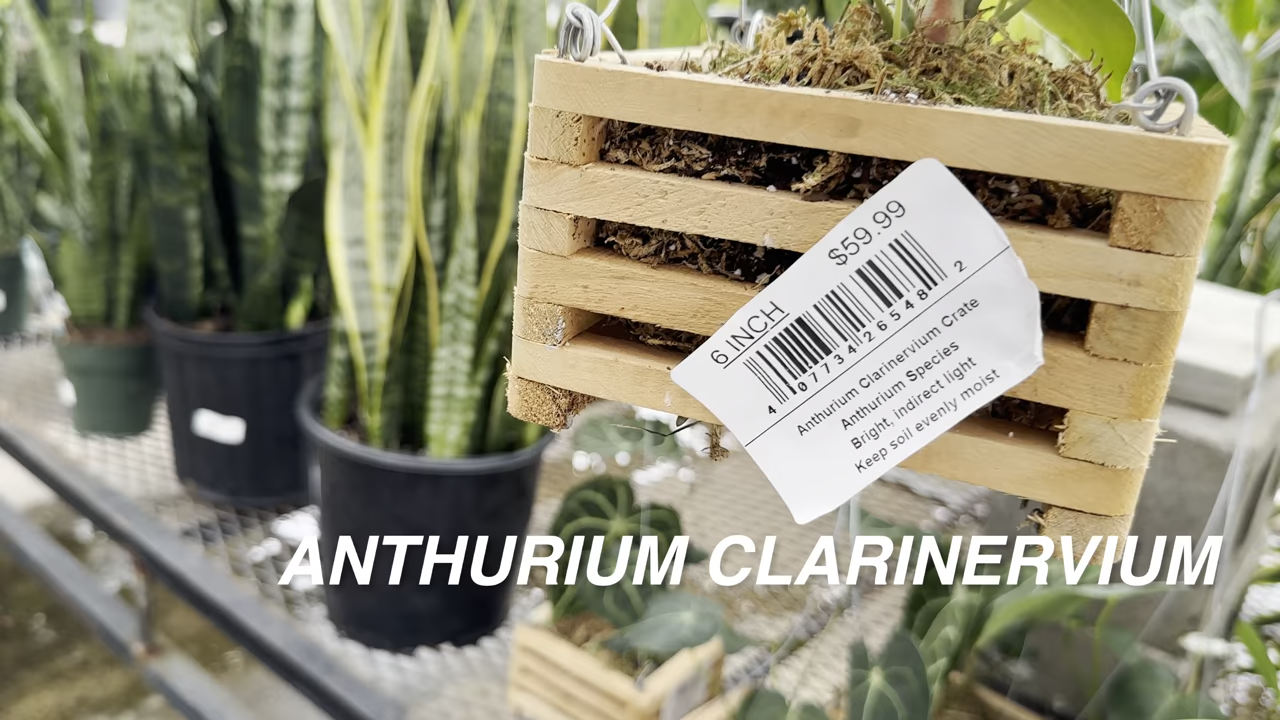 $59.99
6 INCH
4 07734 26548 2
Anthurium Clarinervium Crate
Anthurium Species
Bright, indirect light
Keep soil evenly moist
ANTHURIUM CLARINERVIUM